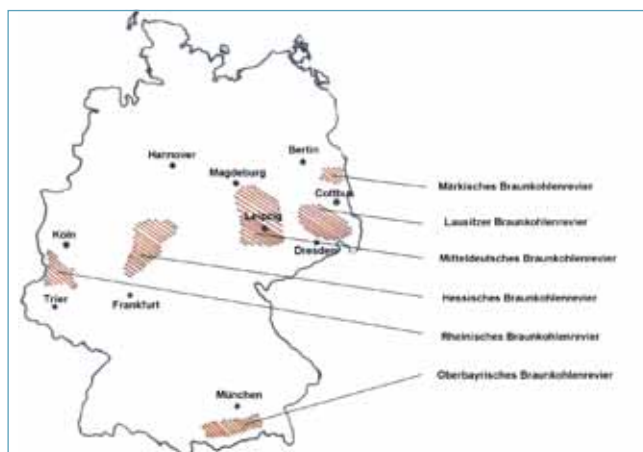 Berlin
Hannover
Magdeburg
Märkisches Braunkohlenrevier
Cottbus
Lausitzer Braunkohlenrevier
Leipzig
Köln
Dresden
Mitteldeutsches Braunkohlenrevier
Hessisches Braunkohlenrevier
Trier
Frankfurt
Rheinisches Braunkohlenrevier
Oberbayrisches Braunkohlenrevier
München